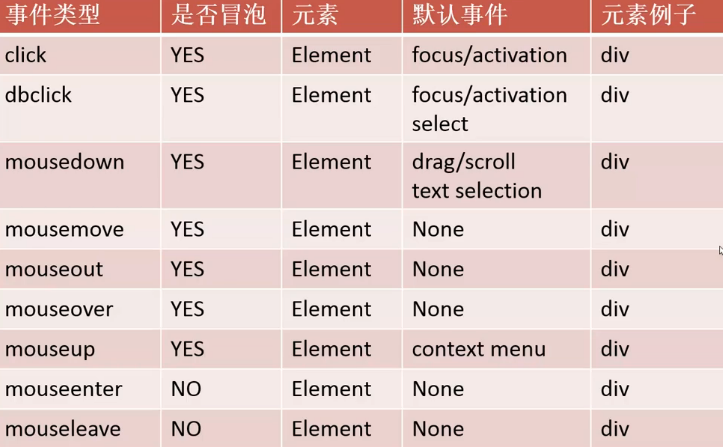 事件类型 是否冒泡 元素 默认事件 元素例子
click YES Element focus/activation div
dbclick YES Element focus/activation div
select
mousedown YES Element drag/scroll div
text selection
mousemove YES Element None div
mouseout YES Element None div
mouseover YES Element None div
mouseup YES Element context menu div
mouseenter NO Element None div
mouseleave NO Element None div